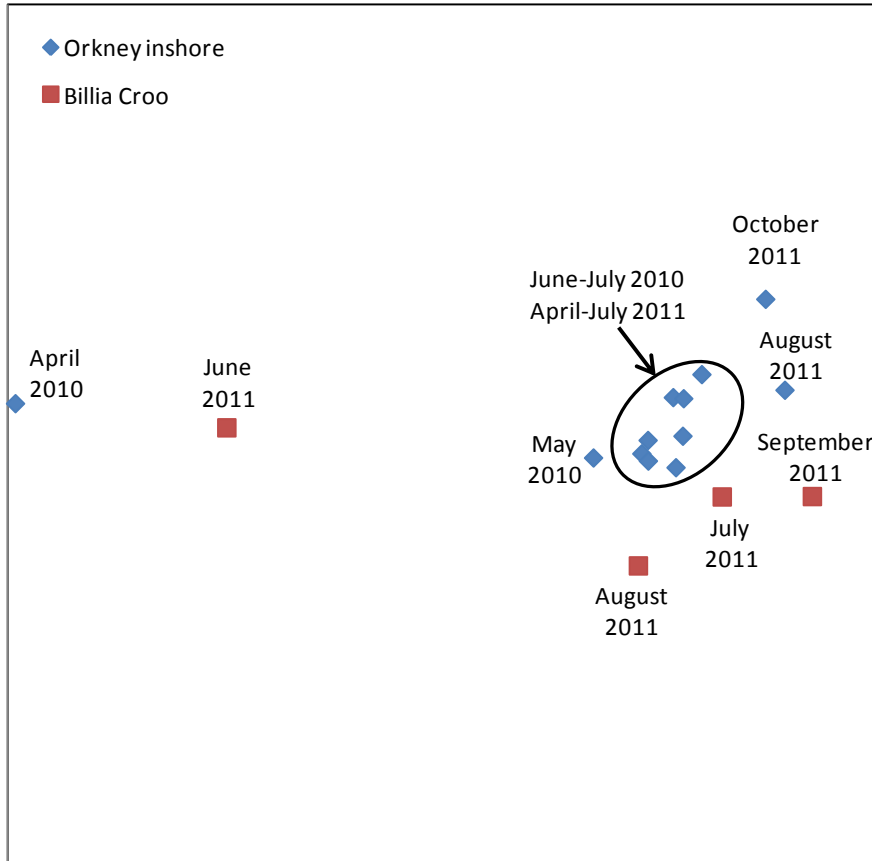 Orkney inshore
Billia Croo
October
2011
June-July 2010
April-July 2011
August
2011
April
2010
June
2011
May
2010
September
2011
July
2011
August
2011